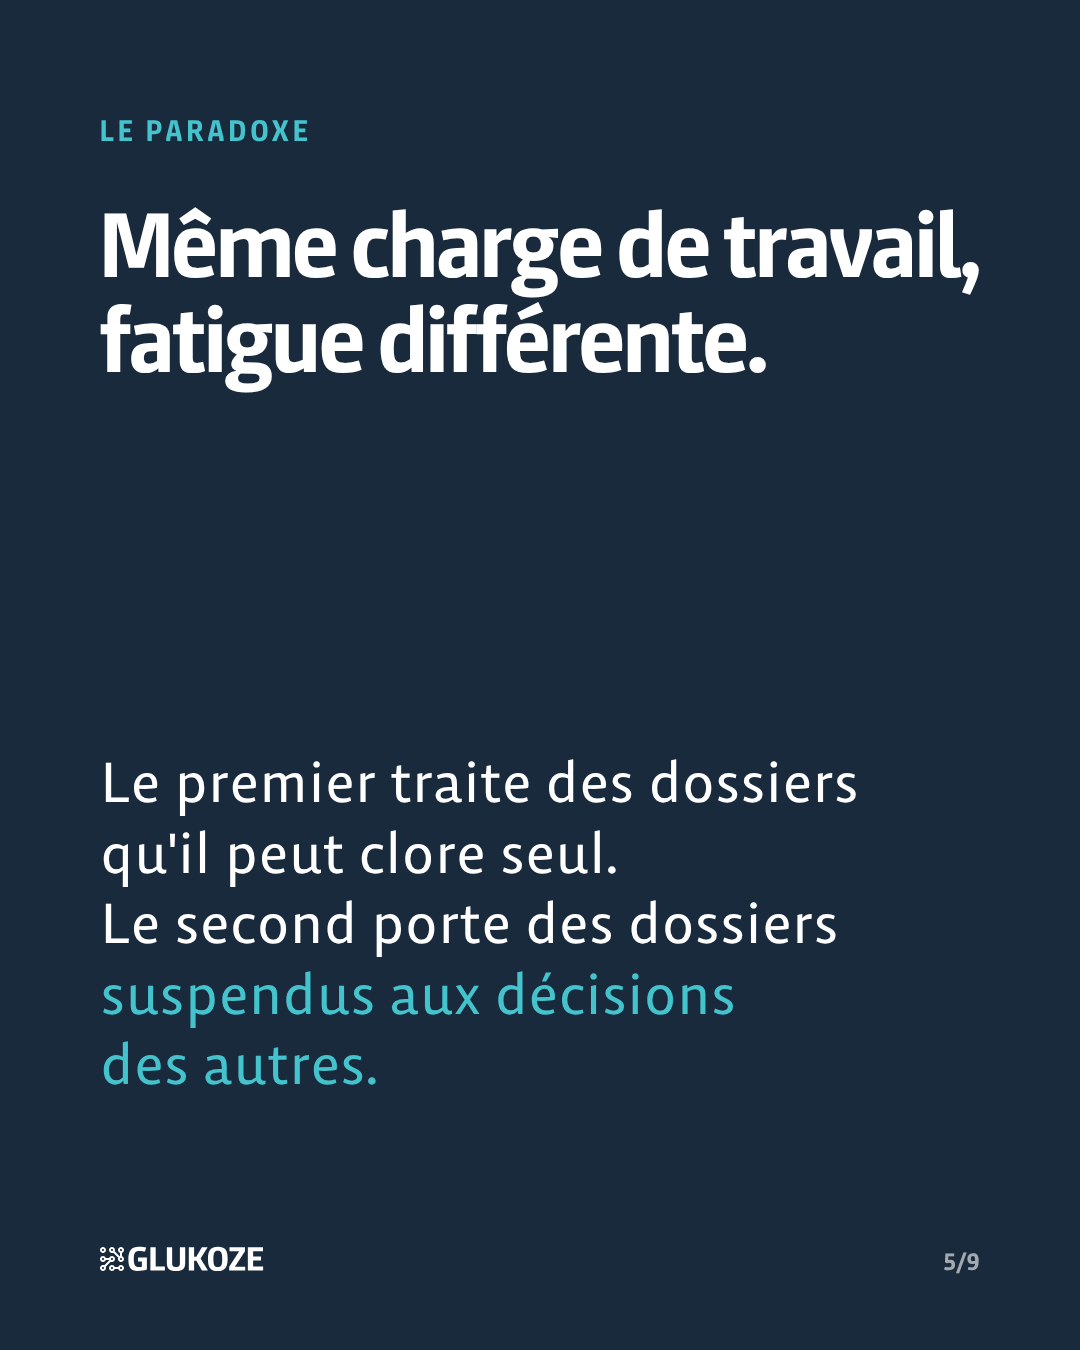 LE PARADOXE
Même charge de travail,
fatigue différente.
Le premier traite des dossiers
qu'il peut clore seul.
Le second porte des dossiers
suspendus aux décisions
des autres.
GLUKOZE
5/9